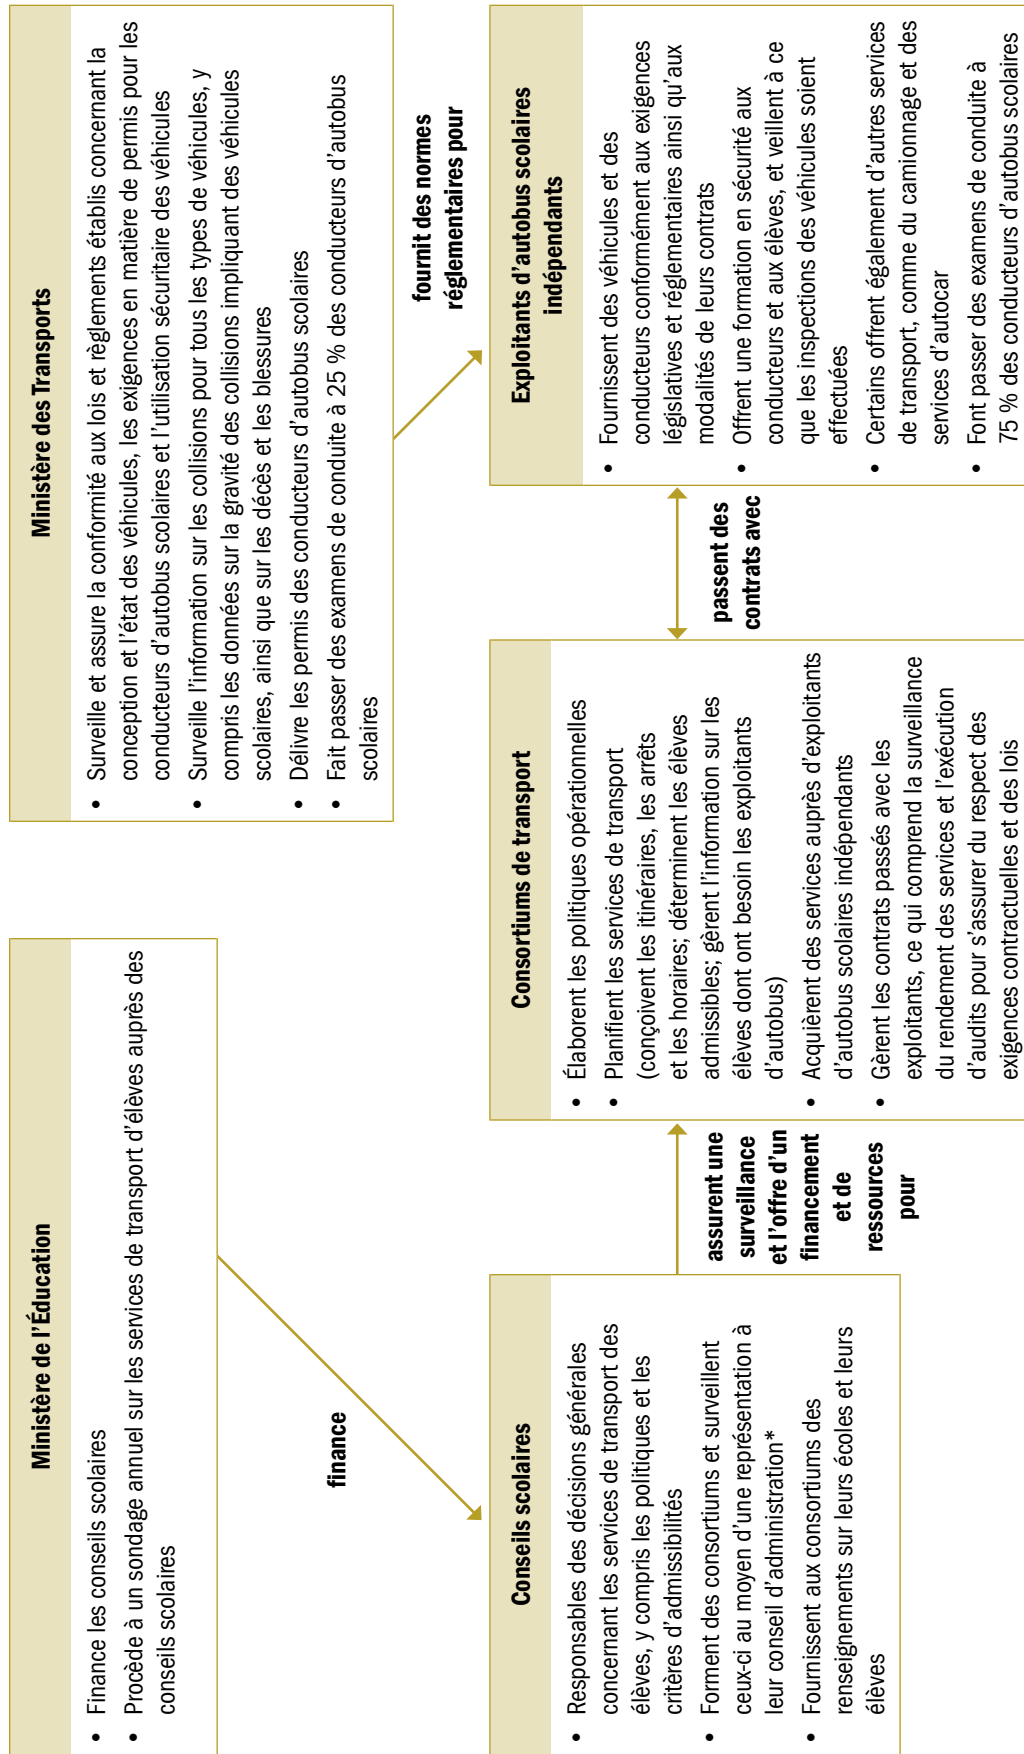 Ministère de l'Éducation
• Finance les conseils scolaires
• Procède à un sondage annuel sur les services de transport d'élèves auprès des
conseils scolaires
Ministère des Transports
• Surveille et assure la conformité aux lois et règlements établis concernant la
conception et l'état des véhicules, les exigences en matière de permis pour les
conducteurs d'autobus scolaires et l'utilisation sécuritaire des véhicules
• Surveille l'information sur les collisions pour tous les types de véhicules, y
compris les données sur la gravité des collisions impliquant des véhicules
scolaires, ainsi que sur les décès et les blessures
• Délivre les permis des conducteurs d'autobus scolaires
• Fait passer des examens de conduite à 25 % des conducteurs d'autobus
scolaires
finance
fournit des normes
réglementaires pour
Conseils scolaires
• Responsables des décisions générales
concernant les services de transport des
élèves, y compris les politiques et les
critères d'admissibilités
• Forment des consortiums et surveillent
ceux-ci au moyen d'une représentation à
leur conseil d'administration*
• Fournissent aux consortiums des
renseignements sur leurs écoles et leurs
élèves
assurent une
surveillance
et l'offre d'un
financement
et de
ressources
pour
Consortiums de transport
• Élaborent les politiques opérationnelles
• Planifient les services de transport
(conçoivent les itinéraires, les arrêts
et les horaires; déterminent les élèves
admissibles; gèrent l'information sur les
élèves dont ont besoin les exploitants
d'autobus)
• Acquièrent des services auprès d'exploitants
d'autobus scolaires indépendants
• Gèrent les contrats passés avec les
exploitants, ce qui comprend la surveillance
du rendement des services et l'exécution
d'audits pour s'assurer du respect des
exigences contractuelles et des lois
passent des
contrats avec
Exploitants d'autobus scolaires
indépendants
• Fournissent des véhicules et des
conducteurs conformément aux exigences
législatives et réglementaires ainsi qu'aux
modalités de leurs contrats
• Offrent une formation en sécurité aux
conducteurs et aux élèves, et veillent à ce
que les inspections des véhicules soient
effectuées
• Certains offrent également d'autres services
de transport, comme du camionnage et des
services d'autocar
• Font passer des examens de conduite à
75 % des conducteurs d'autobus scolaires